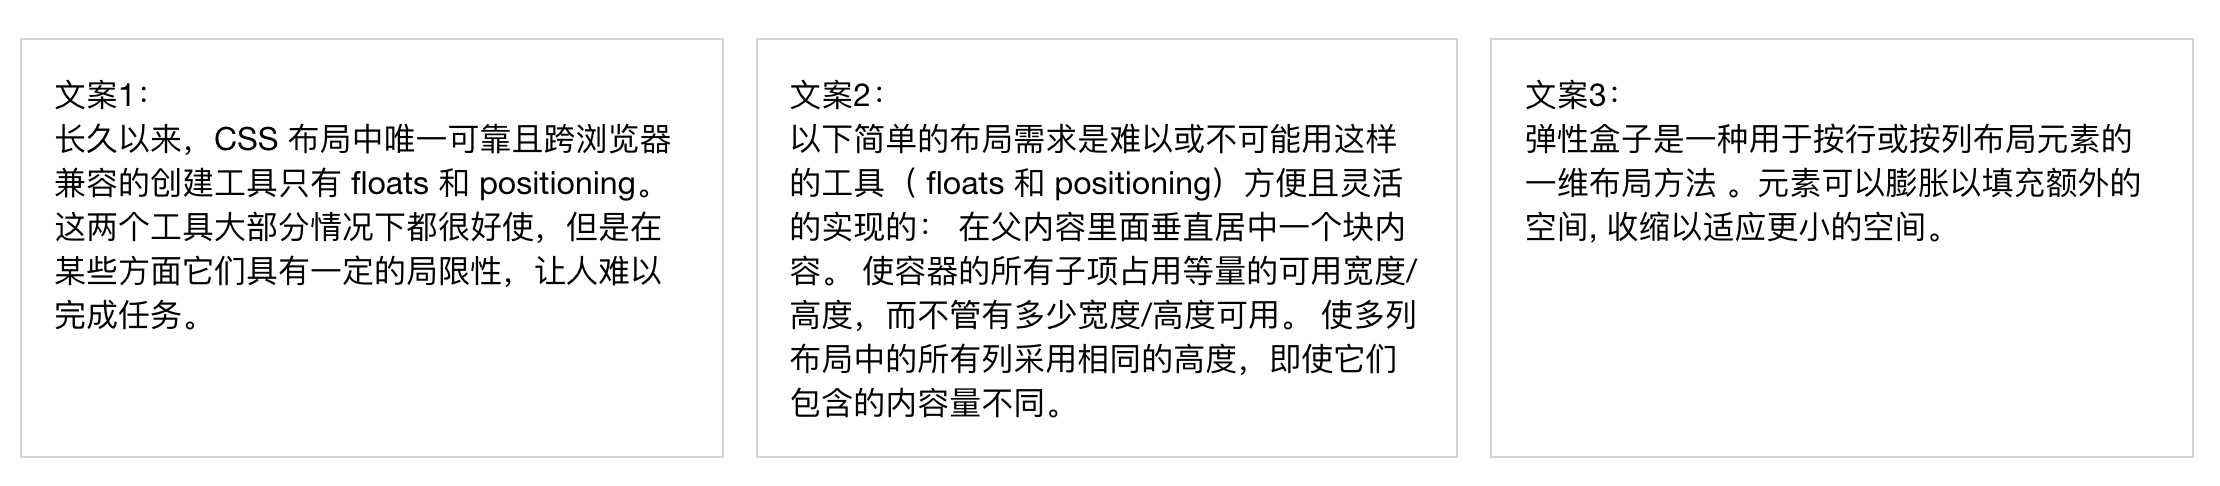 文案1：
长久以来，CSS 布局中唯一可靠且跨浏览器
兼容的创建工具只有 floats 和 positioning。
这两个工具大部分情况下都很好使，但是在
某些方面它们具有一定的局限性，让人难以
完成任务。
文案2：
以下简单的布局需求是难以或不可能用这样
的工具（ floats 和 positioning）方便且灵活
的实现的： 在父内容里面垂直居中一个块内
容。 使容器的所有子项占用等量的可用宽度/
高度，而不管有多少宽度/高度可用。 使多列
布局中的所有列采用相同的高度，即使它们
包含的内容量不同。
文案3：
弹性盒子是一种用于按行或按列布局元素的
一维布局方法 。元素可以膨胀以填充额外的
空间, 收缩以适应更小的空间。